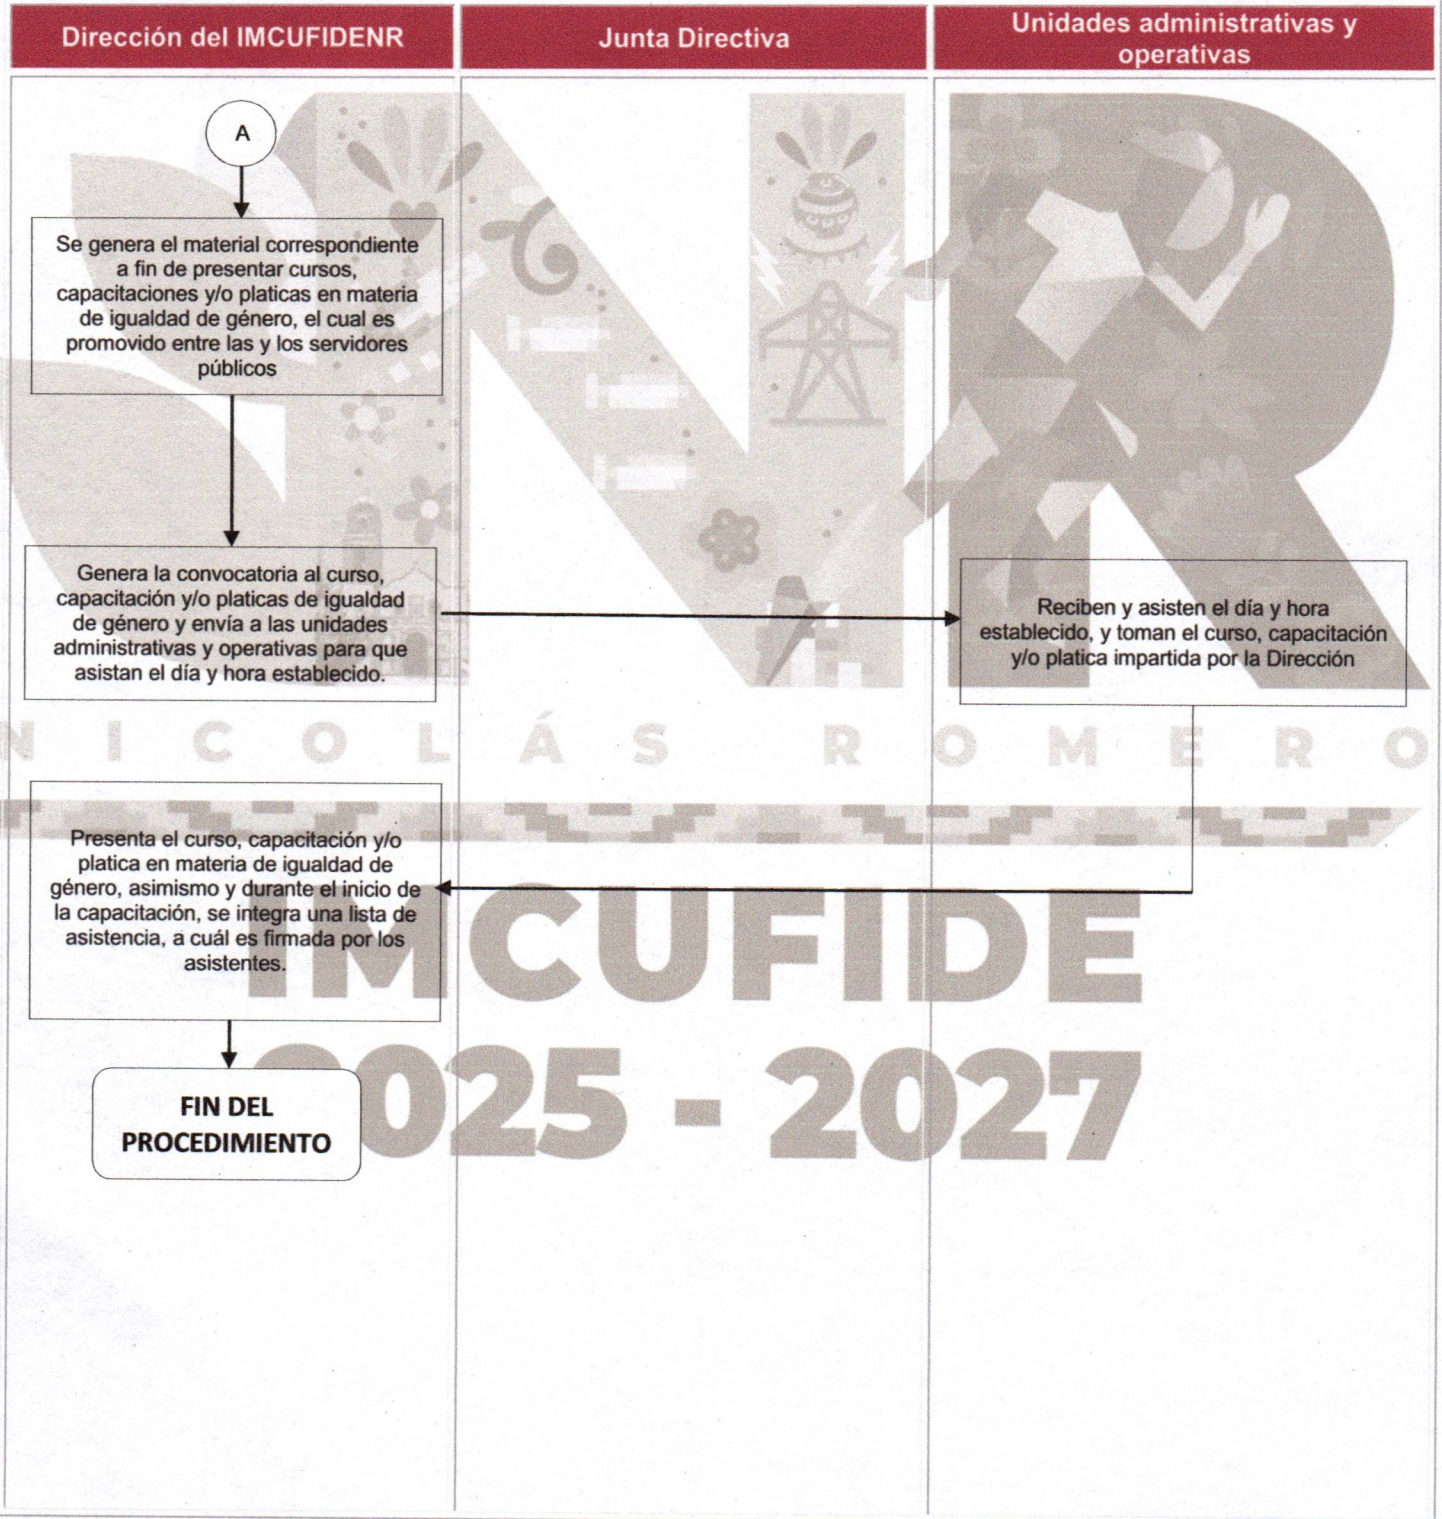 Dirección del IMCUFIDENR
Junta Directiva
Unidades administrativas y
operativas
A
Se genera el material correspondiente
a fin de presentar cursos,
capacitaciones y/o platicas en materia
de igualdad de género, el cual es
promovido entre las y los servidores
públicos
Genera la convocatoria al curso,
capacitación y/o platicas de igualdad
de género y envía a las unidades
administrativas y operativas para que
asistan el día y hora establecido.
Reciben y asisten el día y hora
establecido, y toman el curso, capacitación
y/o platica impartida por la Dirección
NICOLÁS ROMERO
Presenta el curso, capacitación y/o
platica en materia de igualdad de
género, asimismo y durante el inicio de
la capacitación, se integra una lista de
asistencia, a cuál es firmada por los
asistentes.
IMCUFIDE
2025 - 2027
FIN DEL
PROCEDIMIENTO